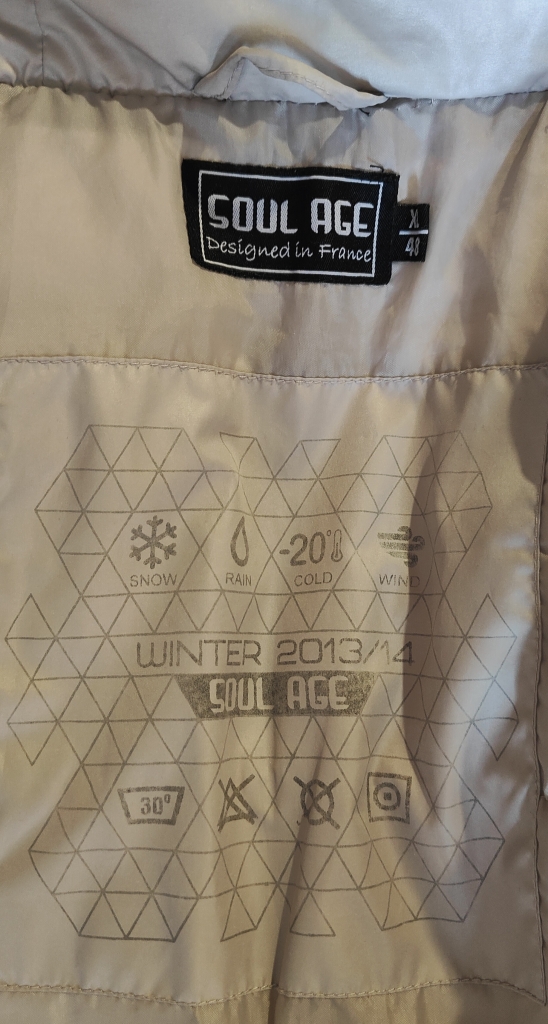 SOUL AGE
Designed in France
XL
48
-20°
SNOW RAIN COLD WIND
WINTER 2013/14
SOUL AGE
30°